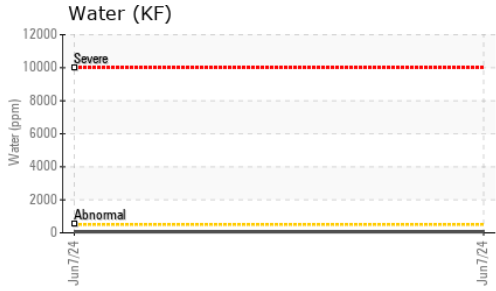 Water (KF)
12000
10000
8000
6000
4000
2000
0
Water (ppm)
Severe
Abnormal
Jun7/24
Jun7/24